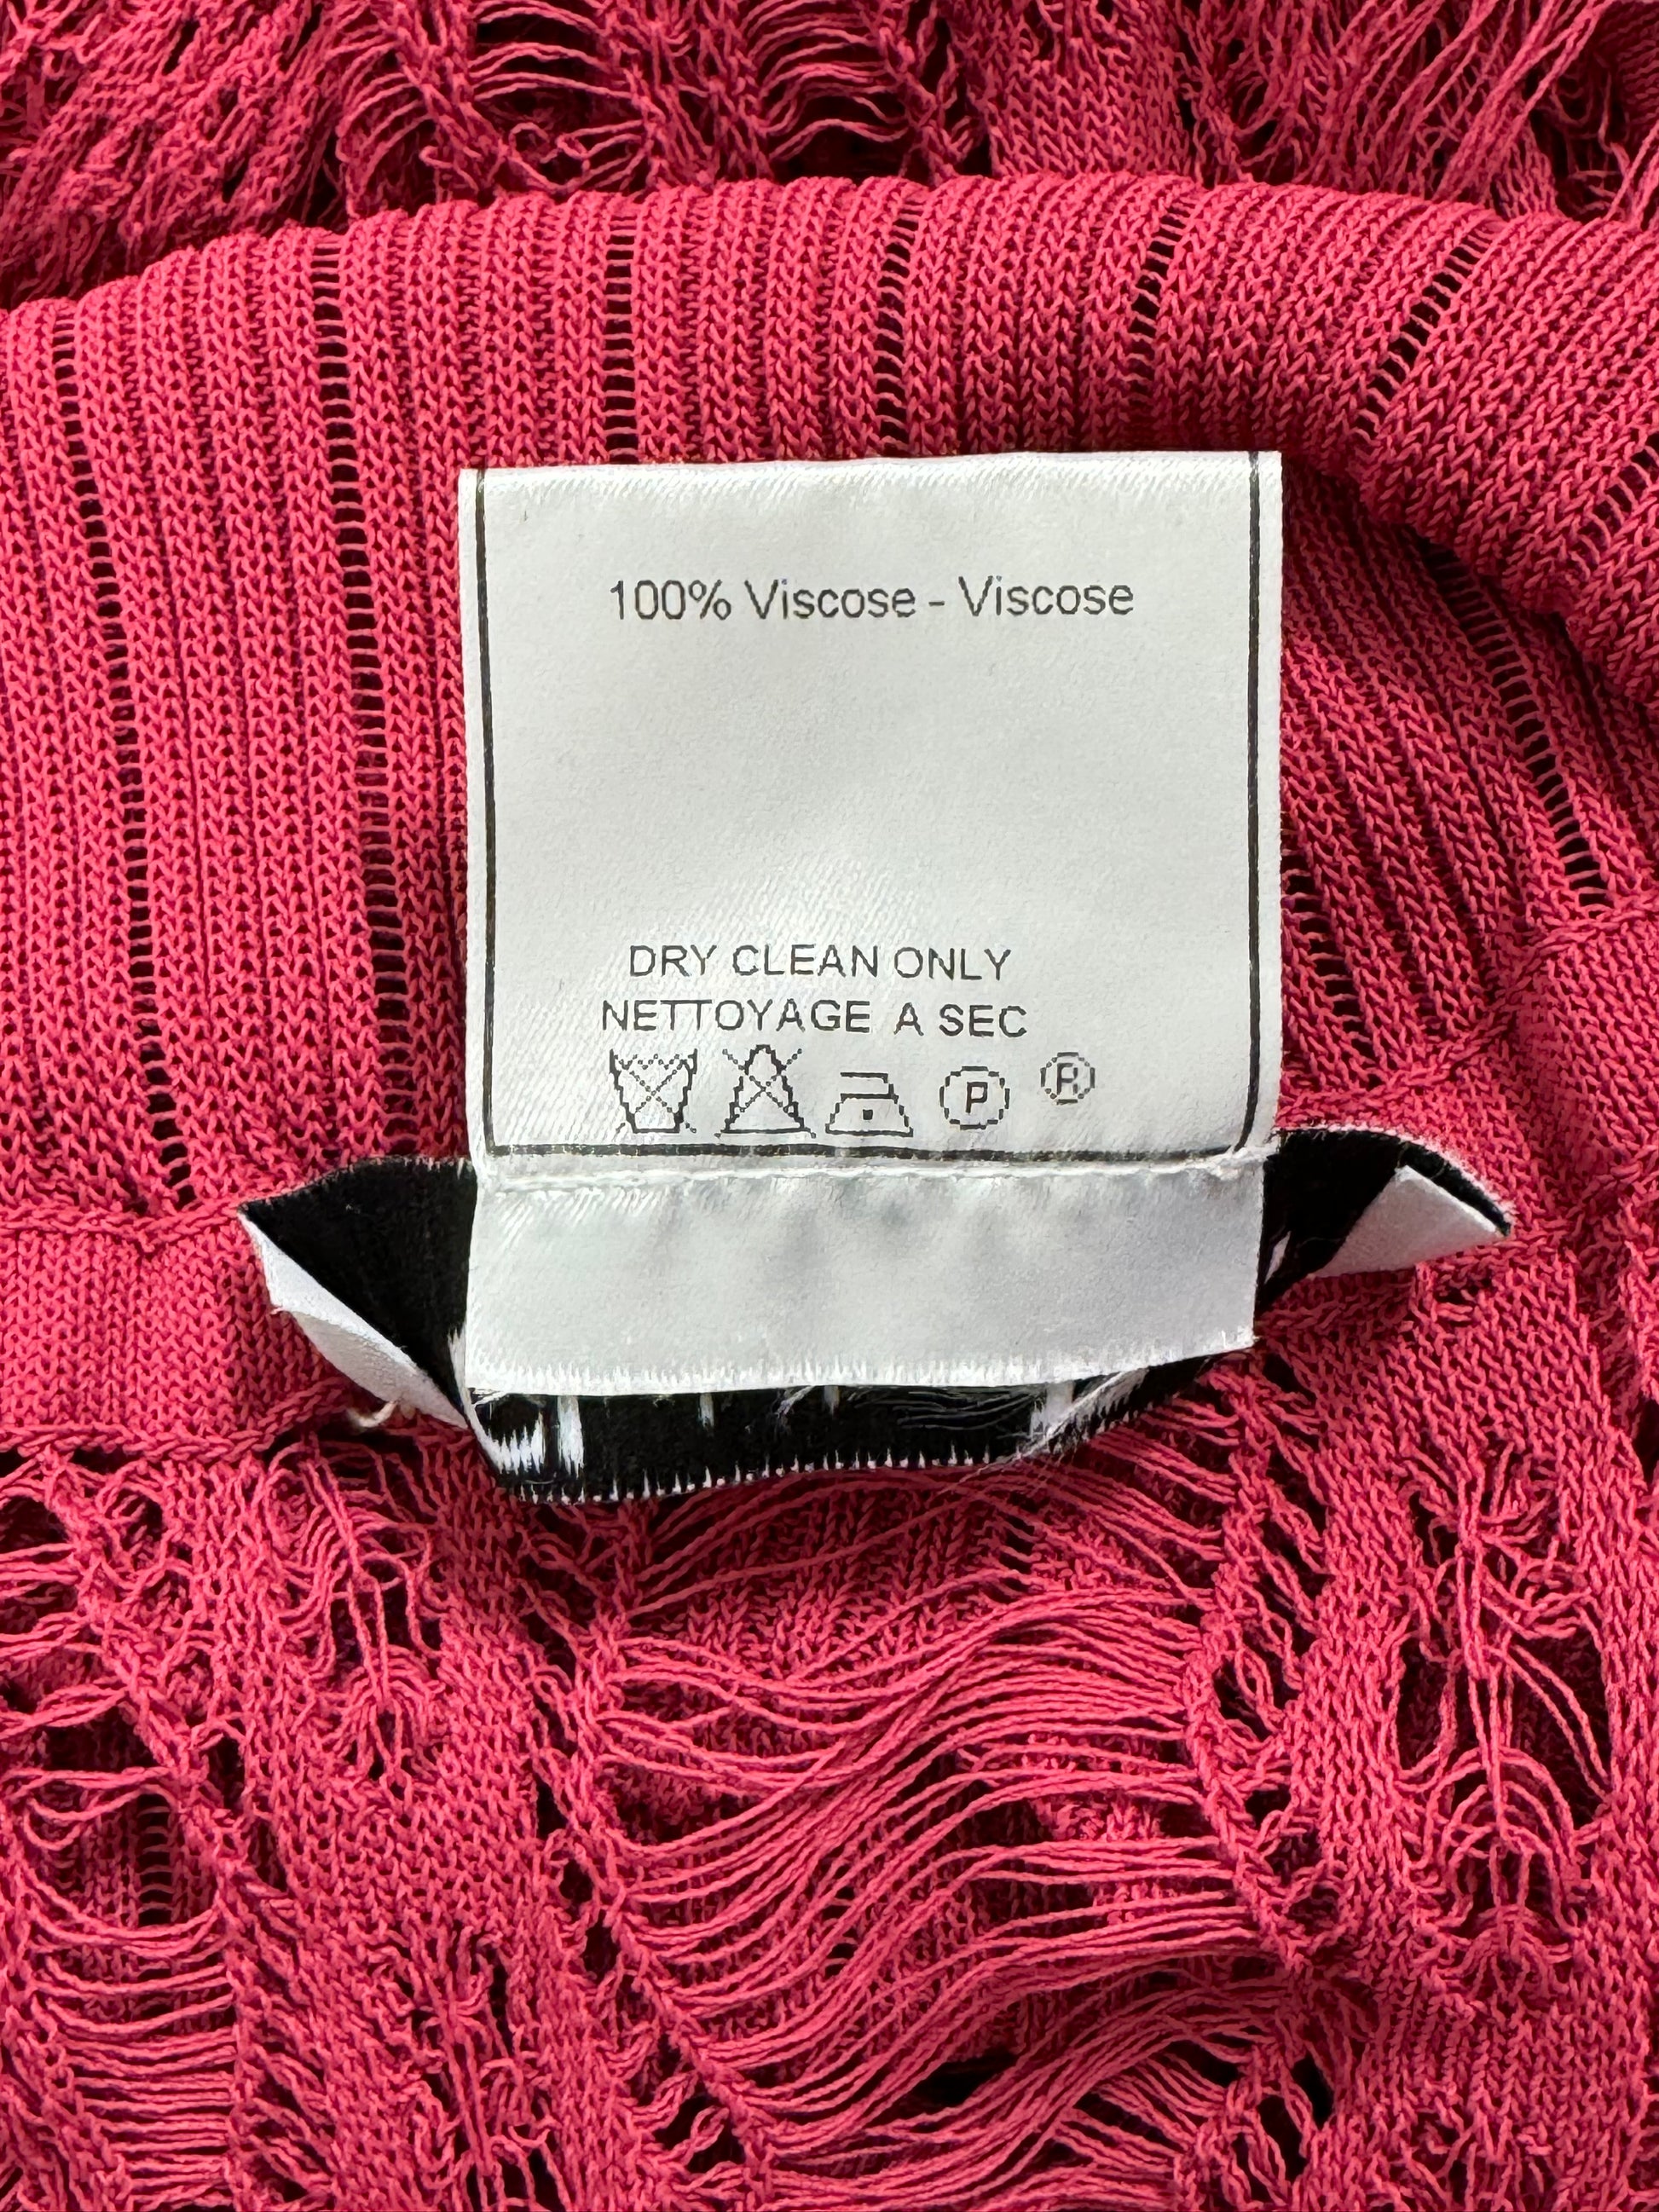 100% Viscose - Viscose
DRY CLEAN ONLY
NETTOYAGE A SEC
P ®